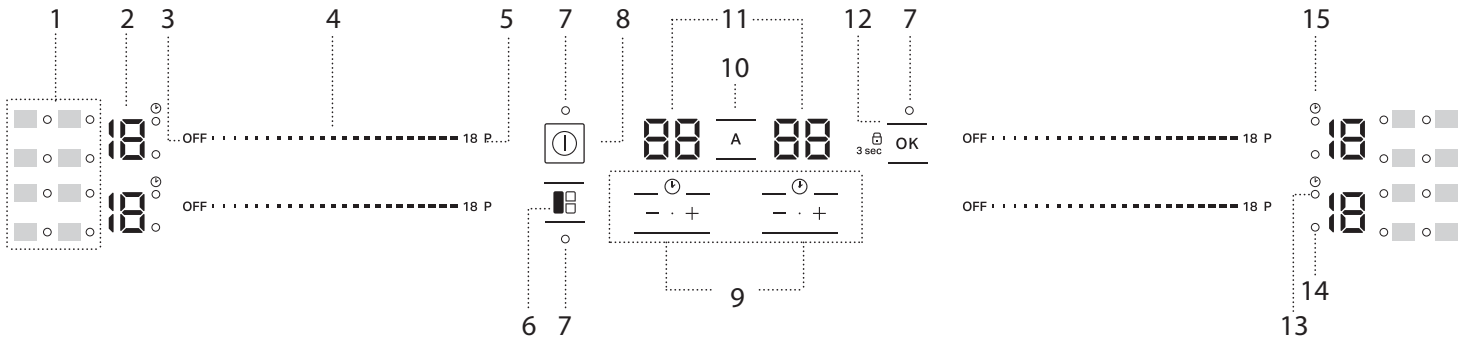 1 2 3 4 5 7 8 11 12 7 15
10
18 OFF 18 P 88 A 88 3 sec OK OFF 18 P 18
18 OFF 18 P - · + - · + OFF 18 P 18
9
6 7 14
13